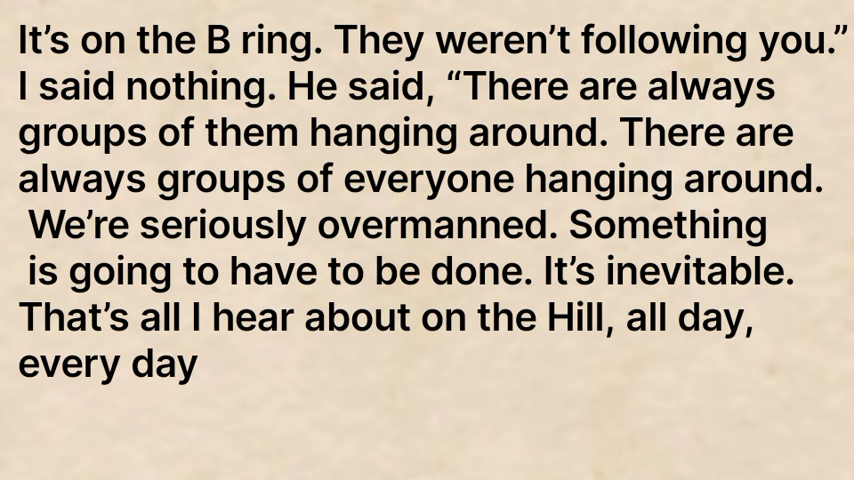 It’s on the B ring. They weren’t following you.”
I said nothing. He said, “There are always
groups of them hanging around. There are
always groups of everyone hanging around.
We’re seriously overmanned. Something
is going to have to be done. It’s inevitable.
That’s all I hear about on the Hill, all day,
every day